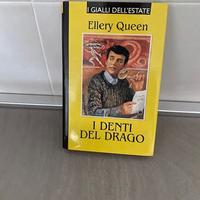 I GIALLI DELL'ESTATE
Ellery Queen
I DENTI
DEL DRAGO